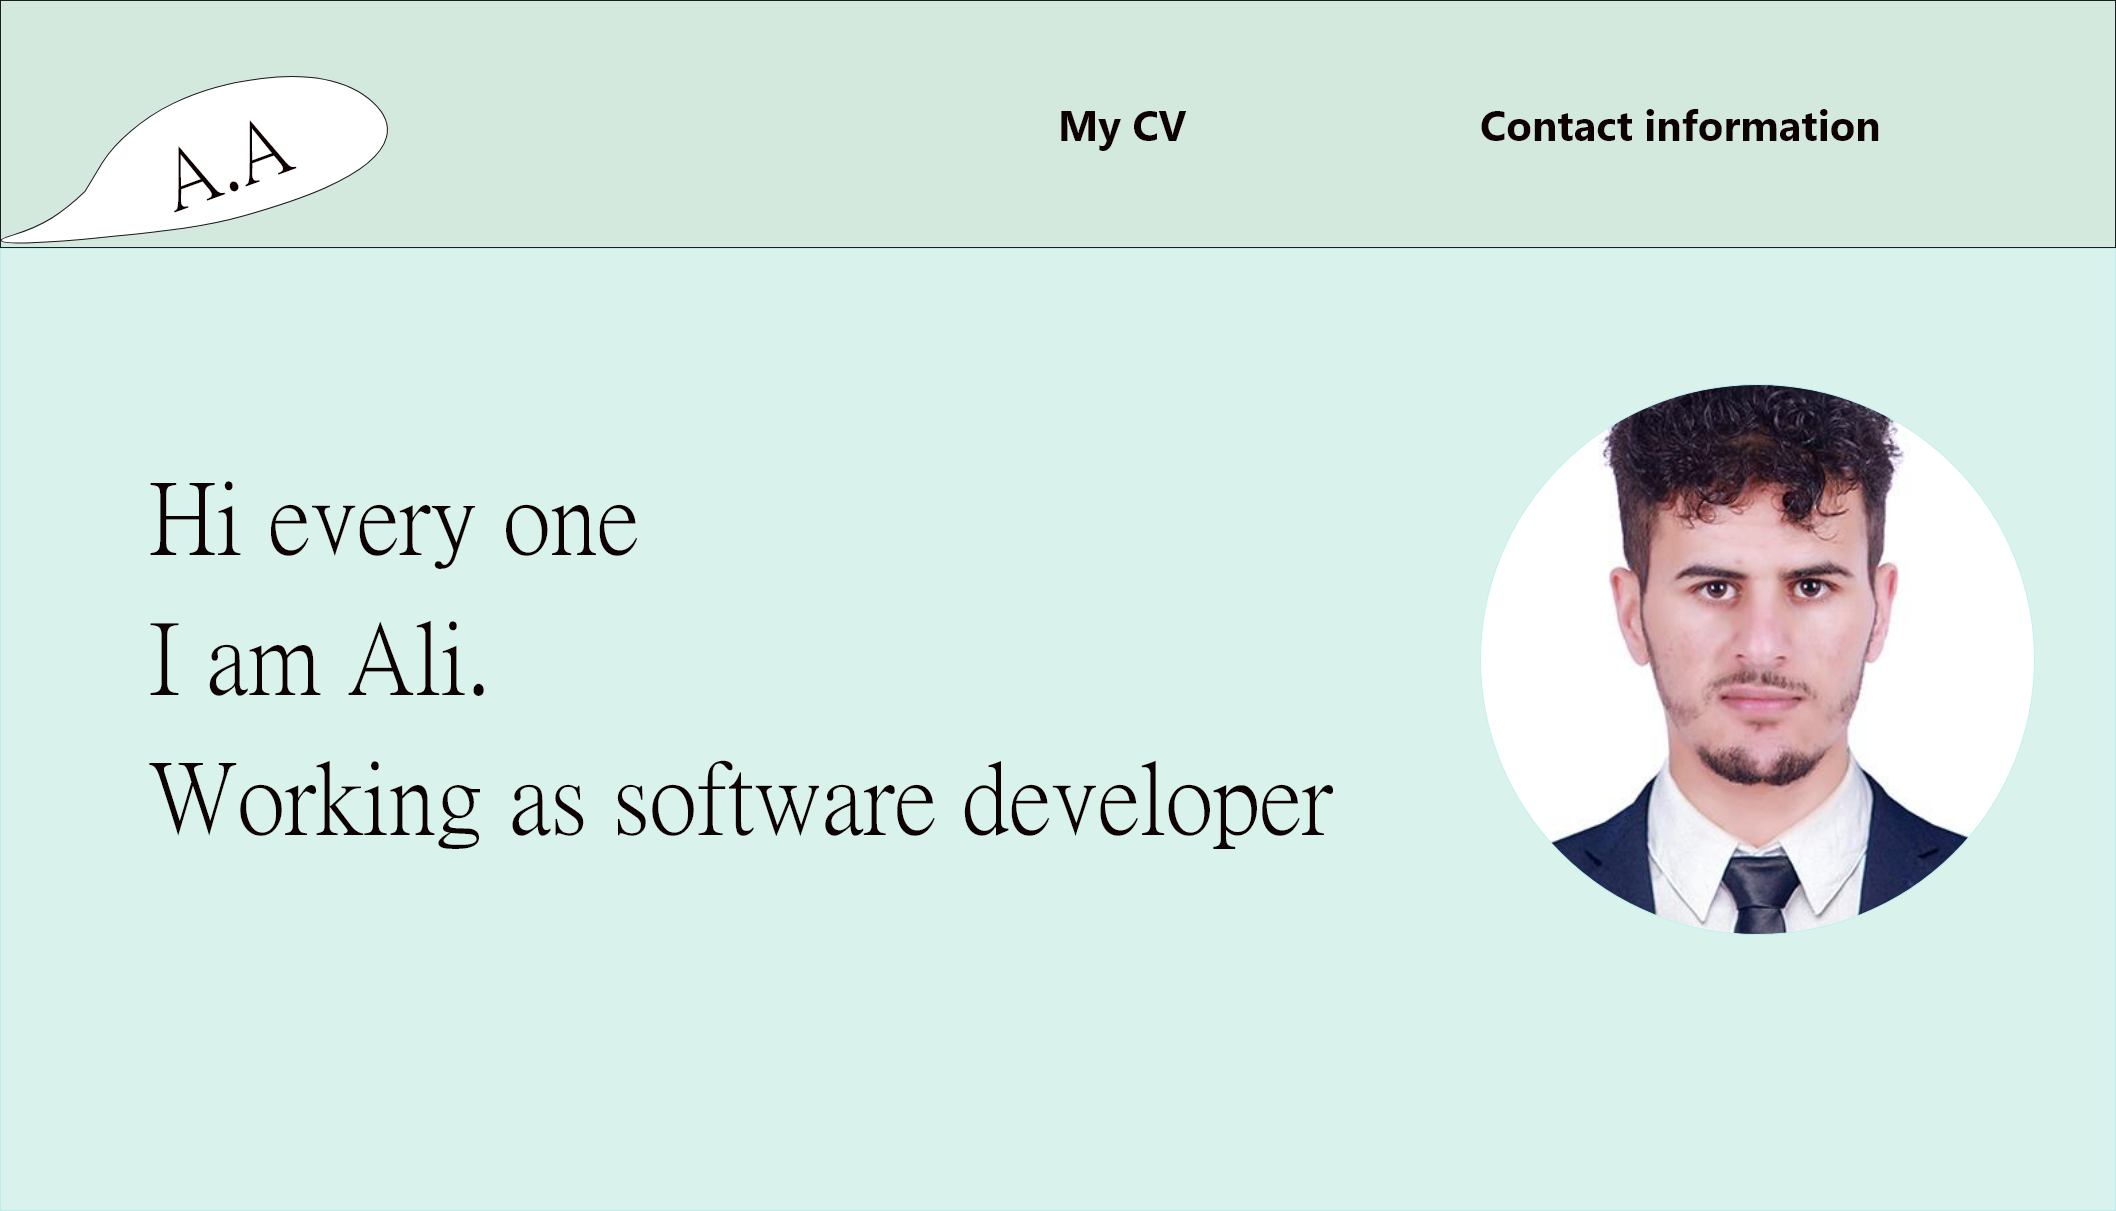 A.A
My CV
Contact information
Hi every one
I am Ali.
Working as software developer